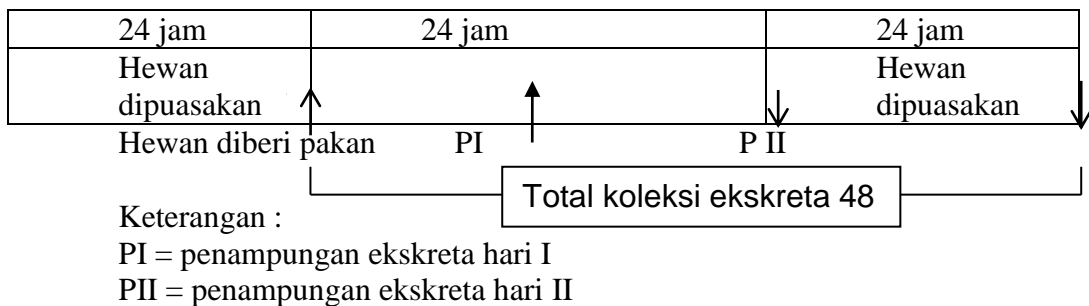 24 jam 24 jam 24 jam
Hewan dipuasakan
Hewan dipuasakan
Hewan diberi pakan PI P II
Total koleksi ekskreta 48
Keterangan :
PI = penampungan ekskreta hari I
PII = penampungan ekskreta hari II